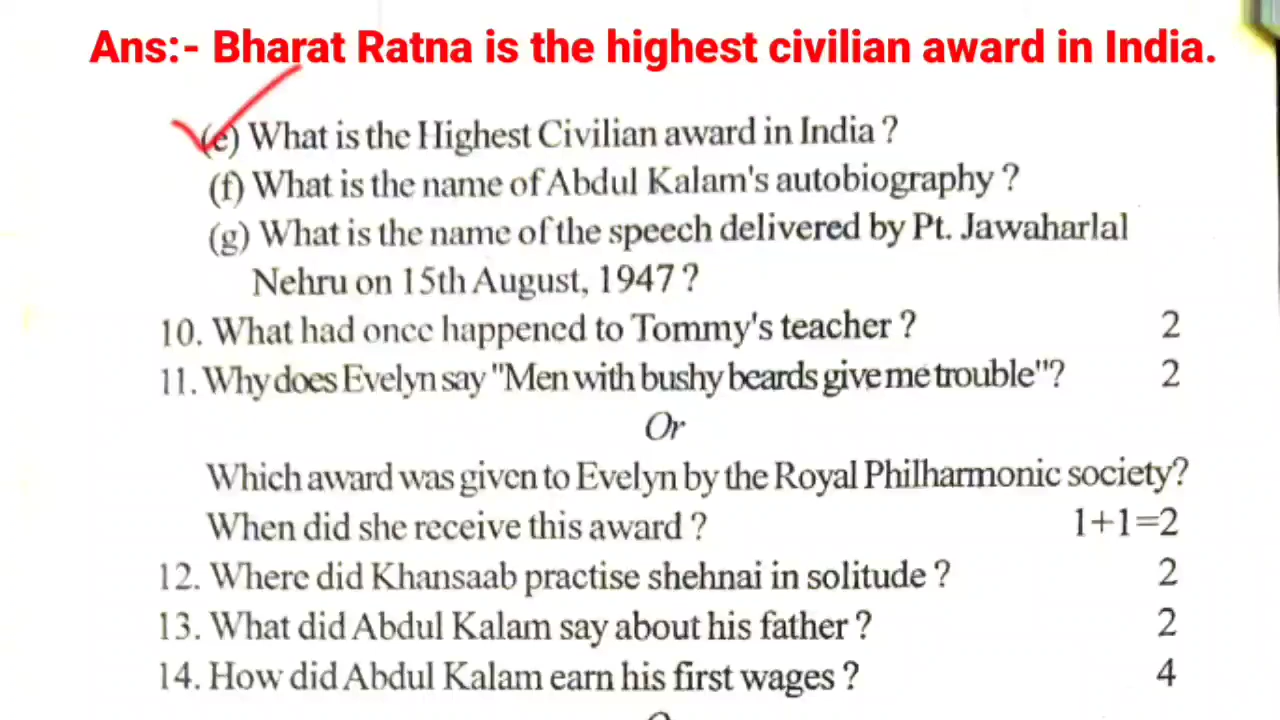 Ans:- Bharat Ratna is the highest civilian award in India.
(e) What is the Highest Civilian award in India ?
(f) What is the name of Abdul Kalam's autobiography ?
(g) What is the name of the speech delivered by Pt. Jawaharlal
Nehru on 15th August, 1947 ?
10. What had once happened to Tommy's teacher ? 2
11. Why does Evelyn say "Men with bushy beards give me trouble"? 2
Or
Which award was given to Evelyn by the Royal Philharmonic society?
When did she receive this award ? 1+1=2
12. Where did Khansaab practise shehnai in solitude ? 2
13. What did Abdul Kalam say about his father ? 2
14. How did Abdul Kalam earn his first wages ? 4